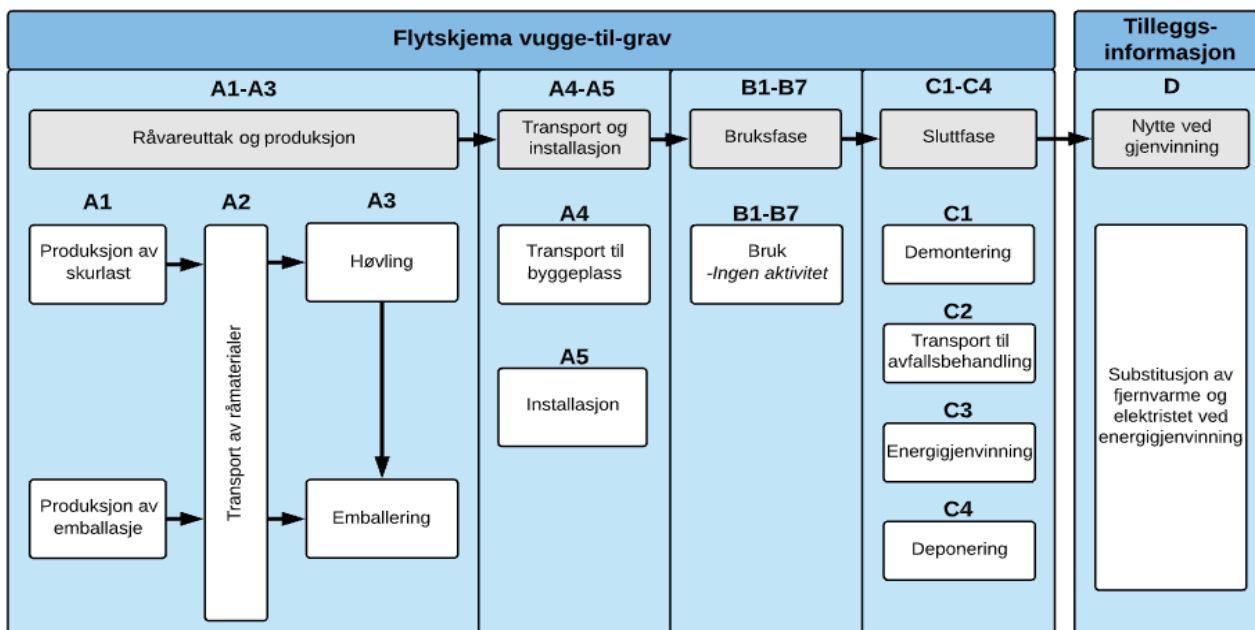 Flytskjema vugge-til-grav
Tilleggs-
informasjon
A1-A3
A4-A5
B1-B7
C1-C4
D
Råvareuttak og produksjon
Transport og
installasjon
Bruksfase
Sluttfase
Nytte ved
gjenvinning
A1
Produksjon av
skurlast
Produksjon av
emballasje
A2
Transport av råmaterialer
A3
Høvling
Emballering
A4
Transport til
byggeplass
A5
Installasjon
B1-B7
Bruk
-Ingen aktivitet
C1
Demontering
C2
Transport til
avfallsbehandling
C3
Energigjenvinning
C4
Deponering
Substitusjon av
fjernvarme og
elektristet ved
energigjenvinning